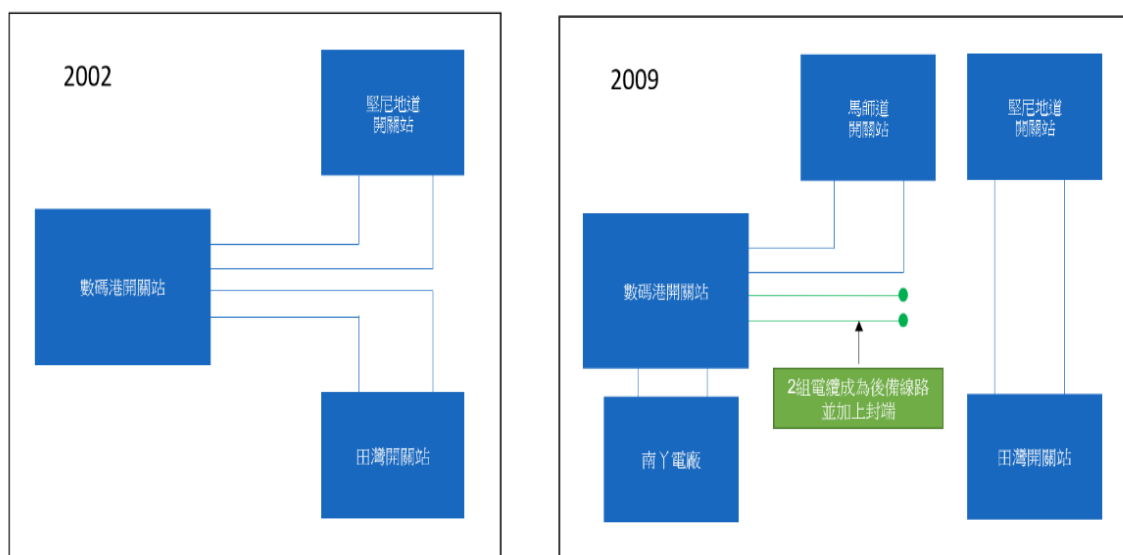 2002
堅尼地道
開關站
數碼港開關站
田灣開關站
2009
馬師道
開關站
堅尼地道
開關站
數碼港開關站
2組電纜成為後備線路
並加上封端
南丫電廠
田灣開關站